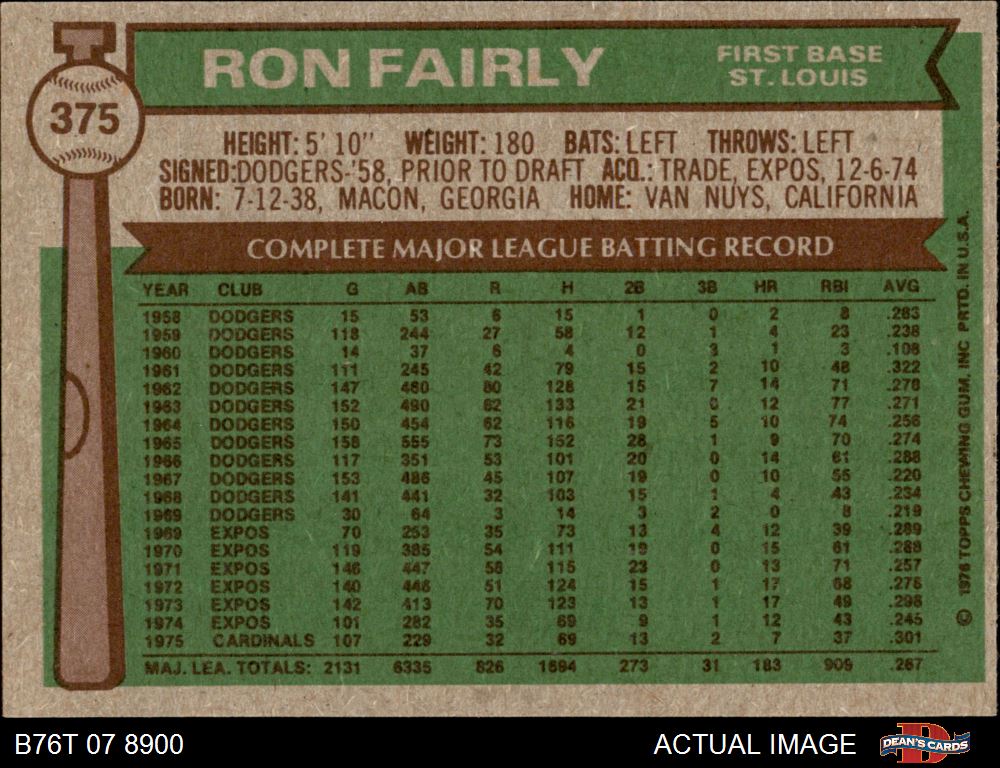 RON FAIRLY
FIRST BASE
ST. LOUIS
375
HEIGHT: 5' 10" WEIGHT: 180 BATS: LEFT THROWS: LEFT
SIGNED: DODGERS-'58, PRIOR TO DRAFT ACQ.: TRADE, EXPOS, 12-6-74
BORN: 7-12-38, MACON, GEORGIA HOME: VAN NUYS, CALIFORNIA
COMPLETE MAJOR LEAGUE BATTING RECORD
YEAR CLUB G AB R H 2B 3B HR RBI AVG
1958 DODGERS 15 53 6 15 1 0 2 8 .283
1959 DODGERS 118 244 27 58 12 1 4 23 .238
1960 DODGERS 14 37 6 4 0 3 1 3 .108
1961 DODGERS 111 245 42 79 15 2 10 48 .322
1962 DODGERS 147 460 80 128 15 7 14 71 .278
1963 DODGERS 152 490 62 133 21 0 12 77 .271
1964 DODGERS 150 454 62 116 19 5 10 74 .256
1965 DODGERS 158 555 73 152 28 1 9 70 .274
1966 DODGERS 117 351 53 101 20 0 14 61 .288
1967 DODGERS 153 486 45 107 19 0 10 55 .220
1968 DODGERS 141 441 32 103 15 1 4 43 .234
1969 DODGERS 30 64 3 14 3 2 0 8 .219
1969 EXPOS 70 253 35 73 13 4 12 39 .289
1970 EXPOS 119 385 54 111 19 0 15 61 .288
1971 EXPOS 146 447 58 115 23 0 13 71 .257
1972 EXPOS 140 446 51 124 15 1 17 68 .278
1973 EXPOS 142 413 70 123 13 1 17 49 .298
1974 EXPOS 101 282 35 69 9 1 12 43 .245
1975 CARDINALS 107 229 32 69 13 2 7 37 .301
MAJ. LEA. TOTALS: 2131 6335 826 1694 273 31 183 909 .267
© 1976 TOPPS CHEWING GUM, INC PRTD. IN U.S.A.
B76T 07 8900
ACTUAL IMAGE
DEAN'S CARDS